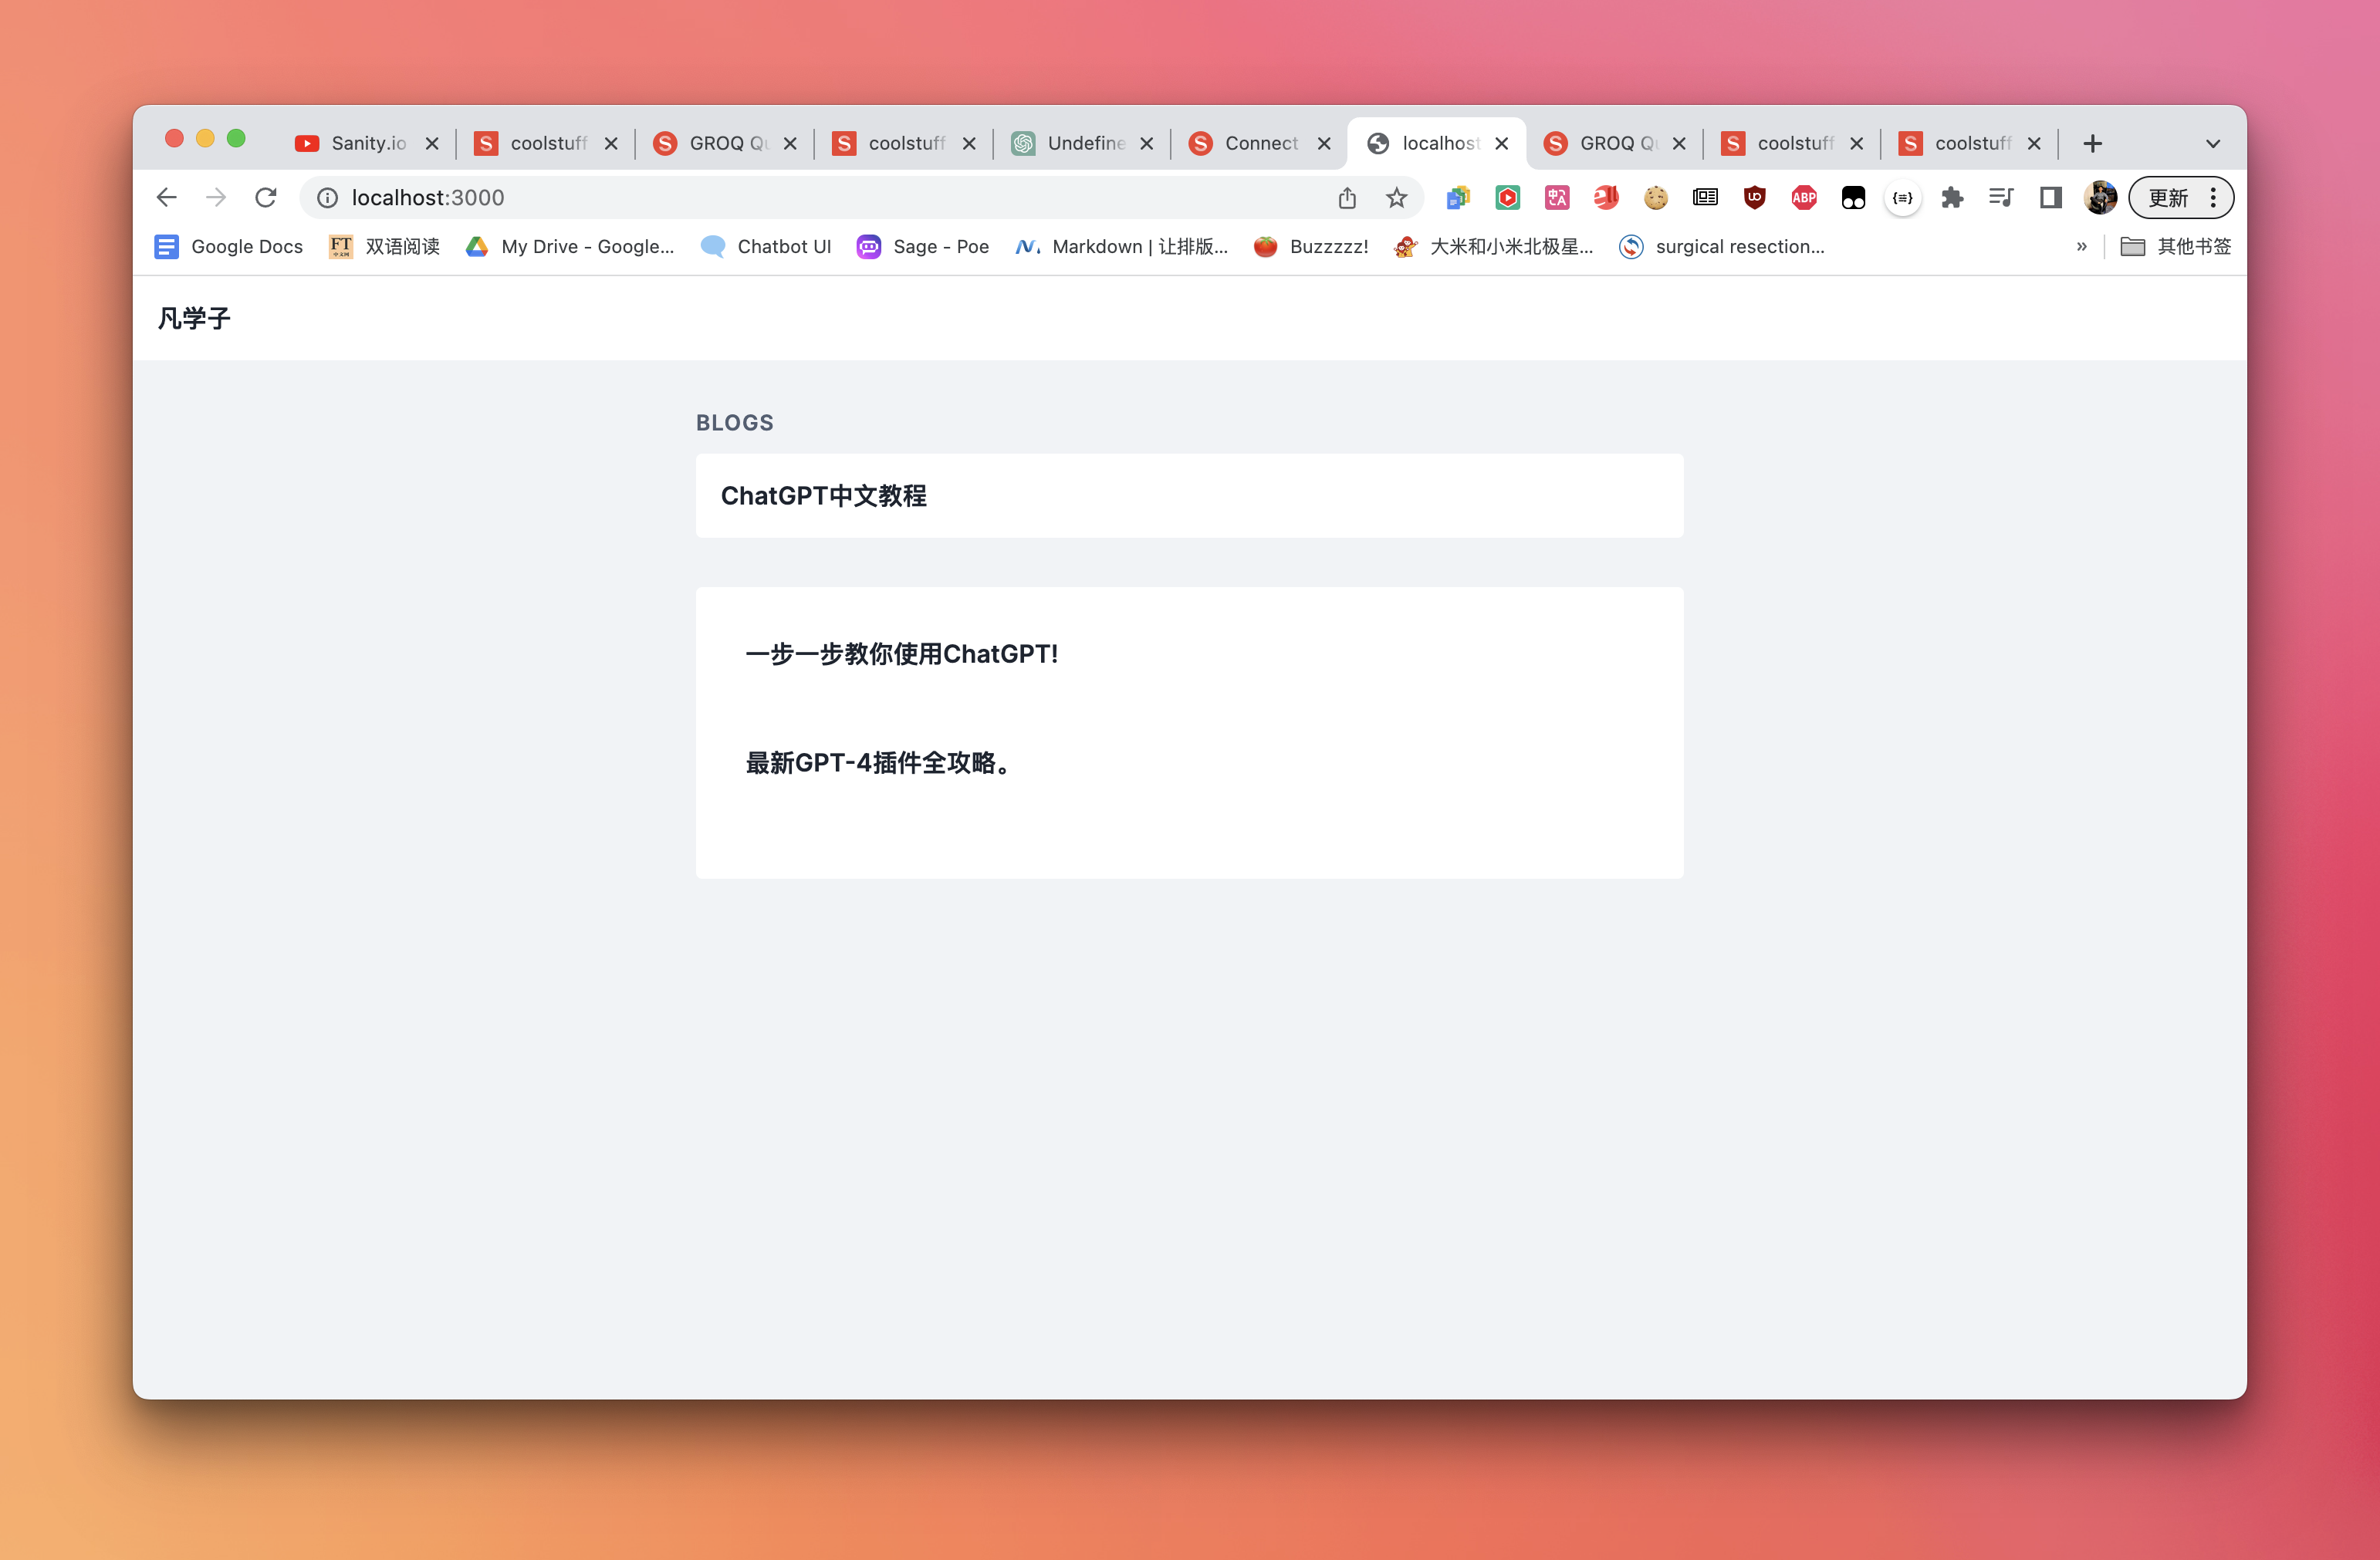 Sanity.io
coolstuff
GROQ Qu
coolstuff
Undefine
Connect
localhost
GROQ Qu
coolstuff
coolstuff
localhost:3000
更新
Google Docs
双语阅读
My Drive - Google...
Chatbot UI
Sage - Poe
Markdown | 让排版...
Buzzzzz!
大米和小米北极星...
surgical resection...
其他书签
凡学子
BLOGS
ChatGPT中文教程
一步一步教你使用ChatGPT!
最新GPT-4插件全攻略。